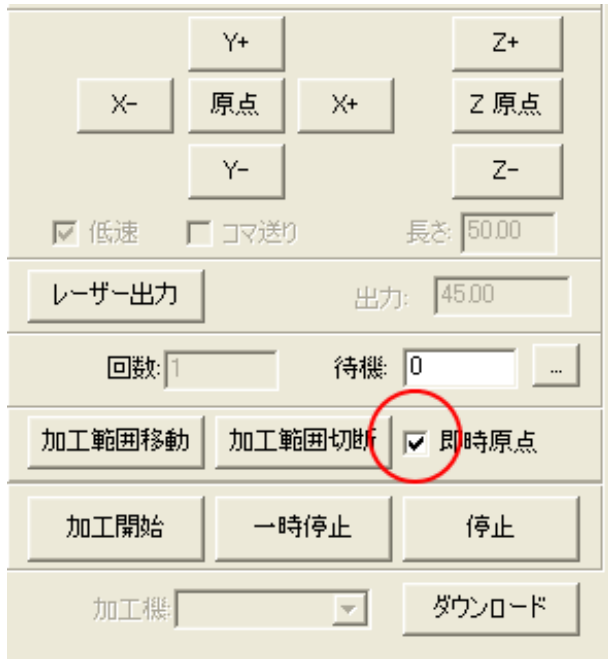 Y+ Z+
X- 原点 X+ Z 原点
Y- Z-
低速 コマ送り 長さ: 50.00
レーザー出力 出力: 45.00
回数: 1 待機: 0 ...
加工範囲移動 加工範囲切断 即時原点
加工開始 一時停止 停止
加工機: ダウンロード